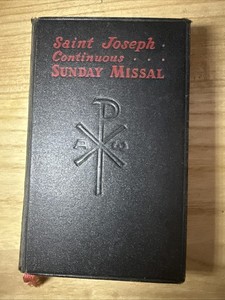 Saint Joseph .
Continuous . . .
SUNDAY MISSAL
A ω